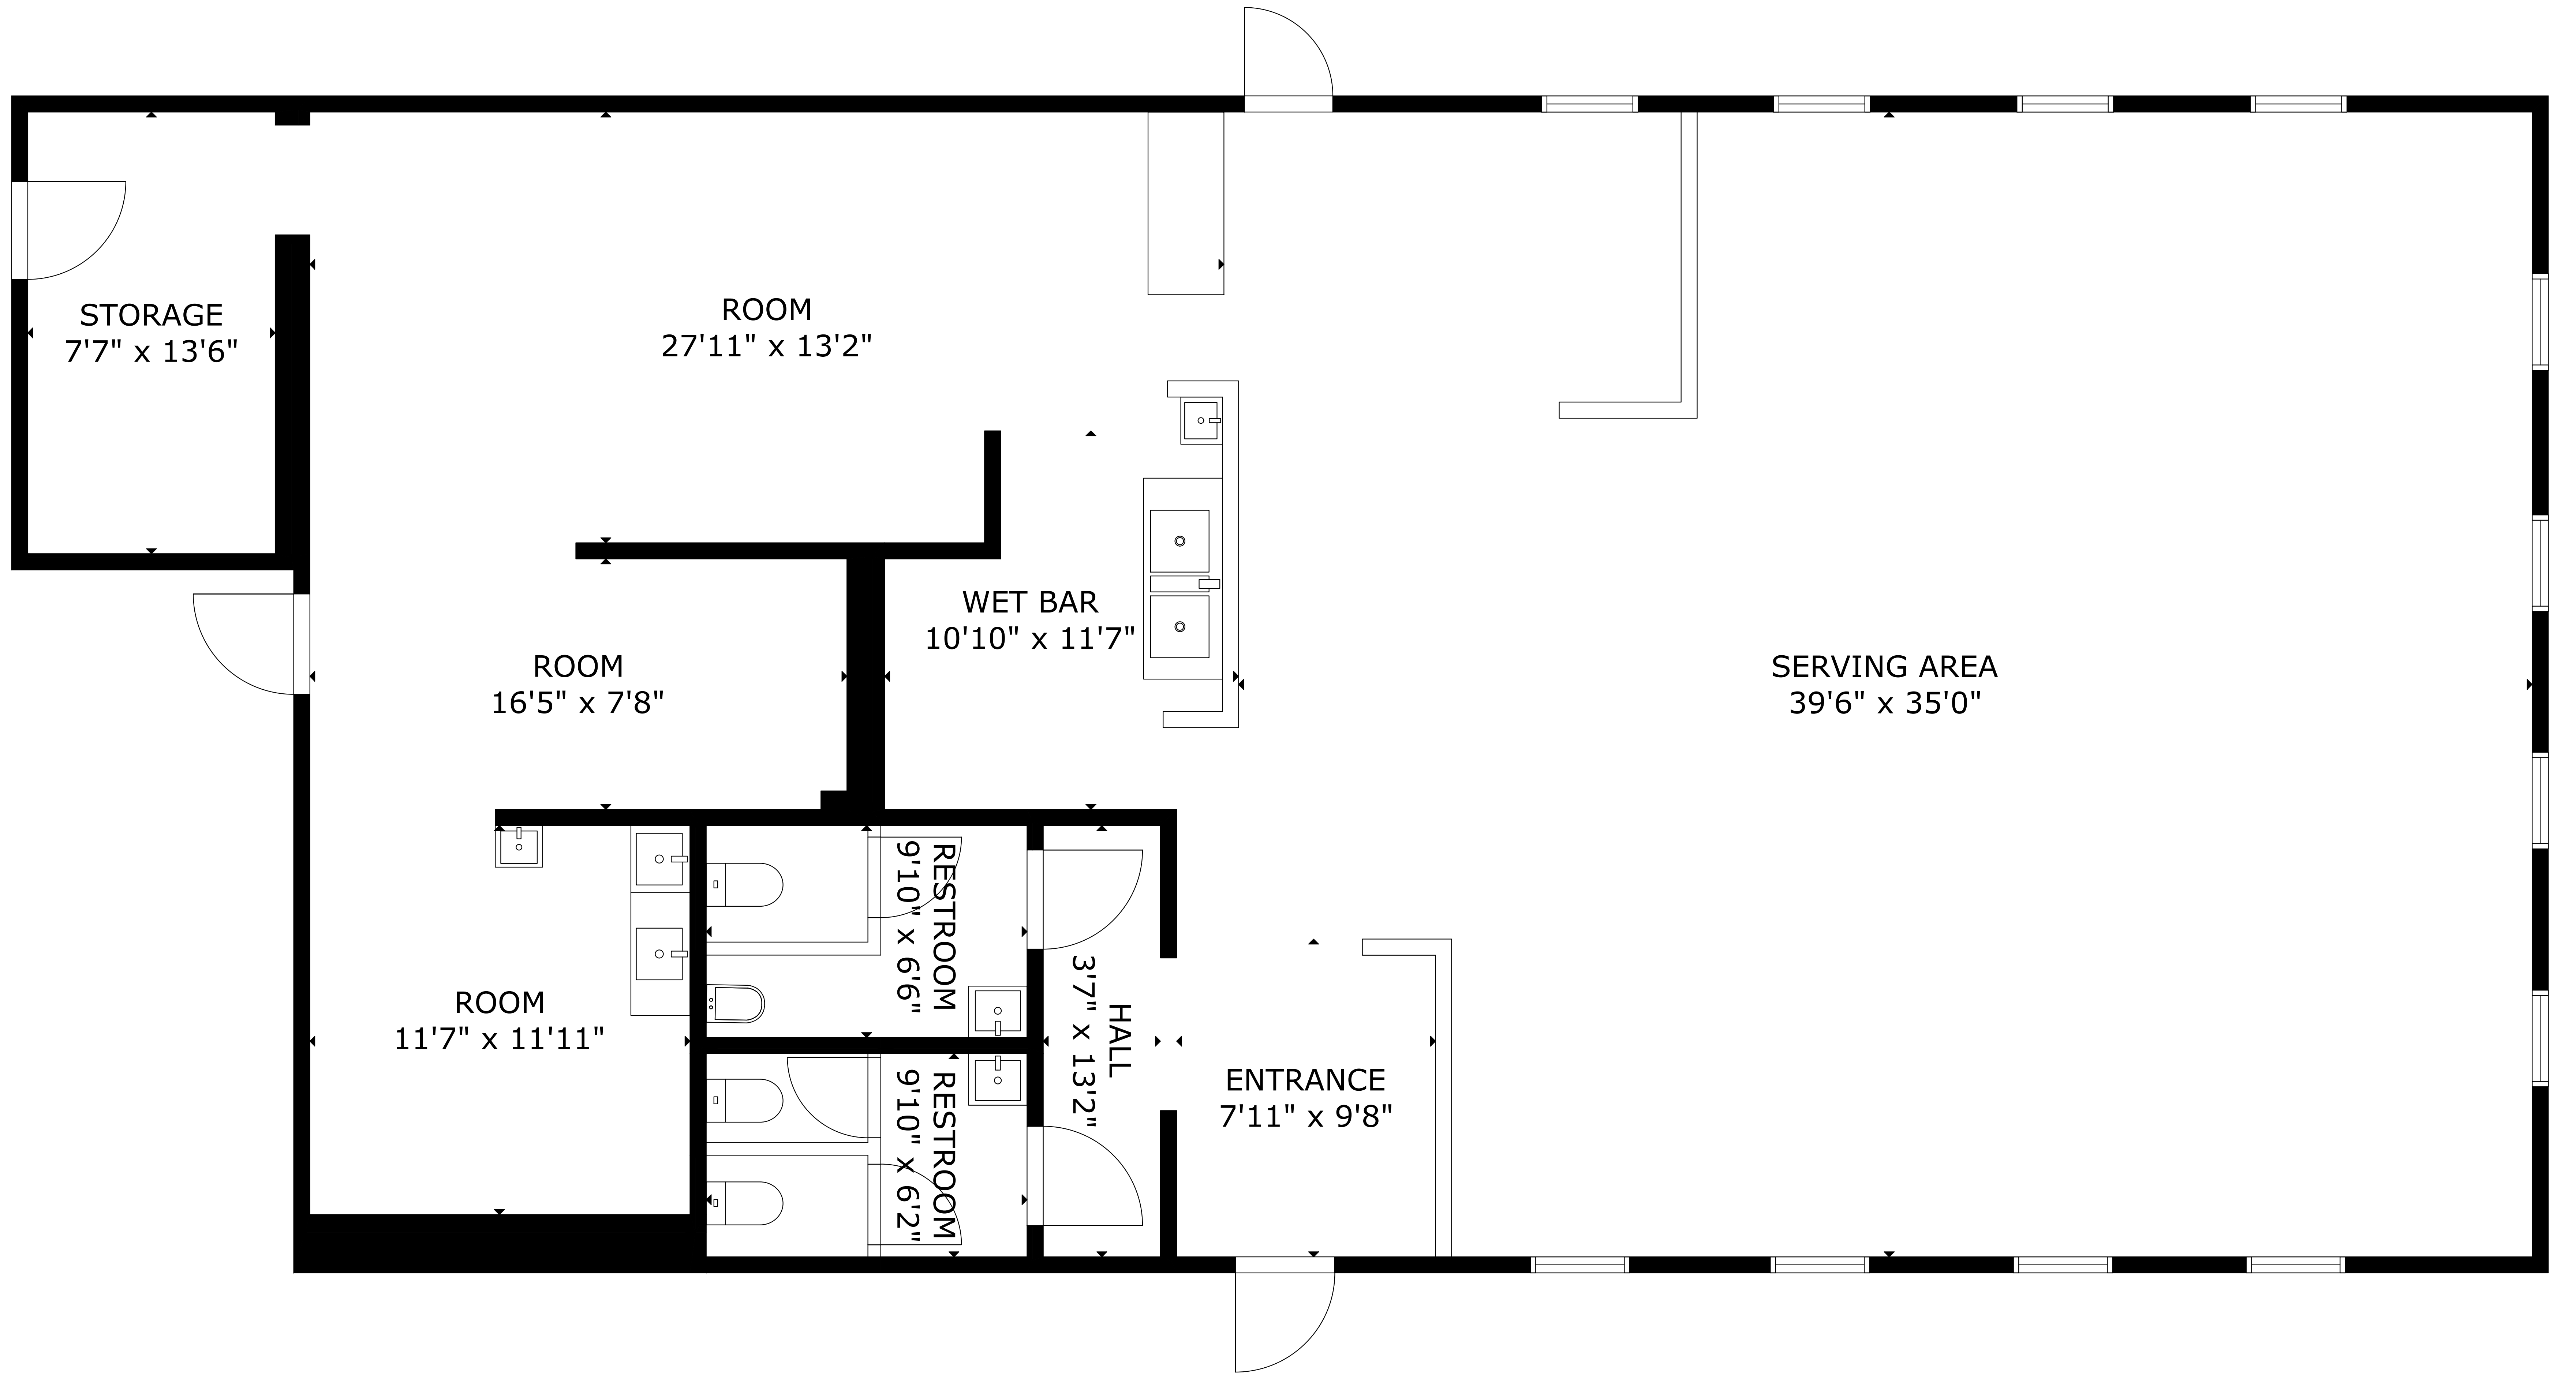 STORAGE
7'7" x 13'6"
ROOM
27'11" x 13'2"
WET BAR
10'10" x 11'7"
ROOM
16'5" x 7'8"
SERVING AREA
39'6" x 35'0"
RESTROOM
9'10" x 6'6"
ROOM
11'7" x 11'11"
HALL
3'7" x 13'2"
RESTROOM
9'10" x 6'2"
ENTRANCE
7'11" x 9'8"